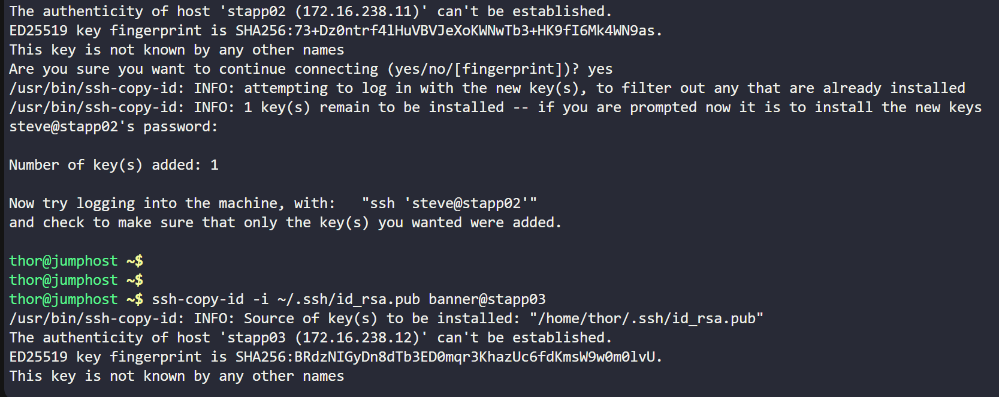 The authenticity of host 'stapp02 (172.16.238.11)' can't be established.
ED25519 key fingerprint is SHA256:73+Dz0ntrf4lHuVBVJeXoKWNwTb3+HK9fI6Mk4WN9as.
This key is not known by any other names
Are you sure you want to continue connecting (yes/no/[fingerprint])? yes
/usr/bin/ssh-copy-id: INFO: attempting to log in with the new key(s), to filter out any that are already installed
/usr/bin/ssh-copy-id: INFO: 1 key(s) remain to be installed -- if you are prompted now it is to install the new keys
steve@stapp02's password:
Number of key(s) added: 1
Now try logging into the machine, with:   "ssh 'steve@stapp02'"
and check to make sure that only the key(s) you wanted were added.
thor@jumphost ~$
thor@jumphost ~$
thor@jumphost ~$ ssh-copy-id -i ~/.ssh/id_rsa.pub banner@stapp03
/usr/bin/ssh-copy-id: INFO: Source of key(s) to be installed: "/home/thor/.ssh/id_rsa.pub"
The authenticity of host 'stapp03 (172.16.238.12)' can't be established.
ED25519 key fingerprint is SHA256:BRdzNIGyDn8dTb3ED0mqr3KhazUc6fdKmsW9w0m0lvU.
This key is not known by any other names